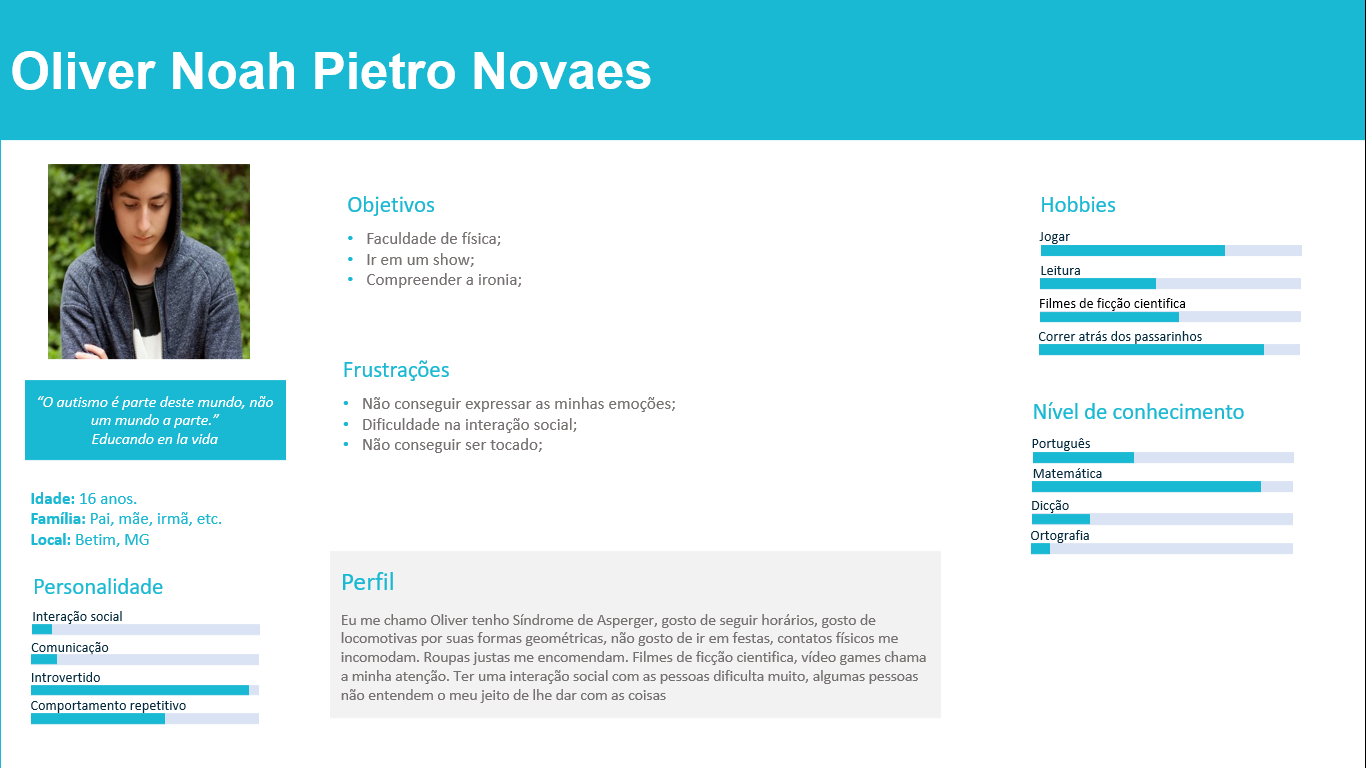 Oliver Noah Pietro Novaes
“O autismo é parte deste mundo, não
um mundo a parte.”
Educando en la vida
Idade: 16 anos.
Família: Pai, mãe, irmã, etc.
Local: Betim, MG
Personalidade
Interação social
Comunicação
Introvertido
Comportamento repetitivo
Objetivos
• Faculdade de física;
• Ir em um show;
• Compreender a ironia;
Frustrações
• Não conseguir expressar as minhas emoções;
• Dificuldade na interação social;
• Não conseguir ser tocado;
Perfil
Eu me chamo Oliver tenho Síndrome de Asperger, gosto de seguir horários, gosto de
locomotivas por suas formas geométricas, não gosto de ir em festas, contatos físicos me
incomodam. Roupas justas me encomendam. Filmes de ficção cientifica, vídeo games chama
a minha atenção. Ter uma interação social com as pessoas dificulta muito, algumas pessoas
não entendem o meu jeito de lhe dar com as coisas
Hobbies
Jogar
Leitura
Filmes de ficção cientifica
Correr atrás dos passarinhos
Nível de conhecimento
Português
Matemática
Dicção
Ortografia